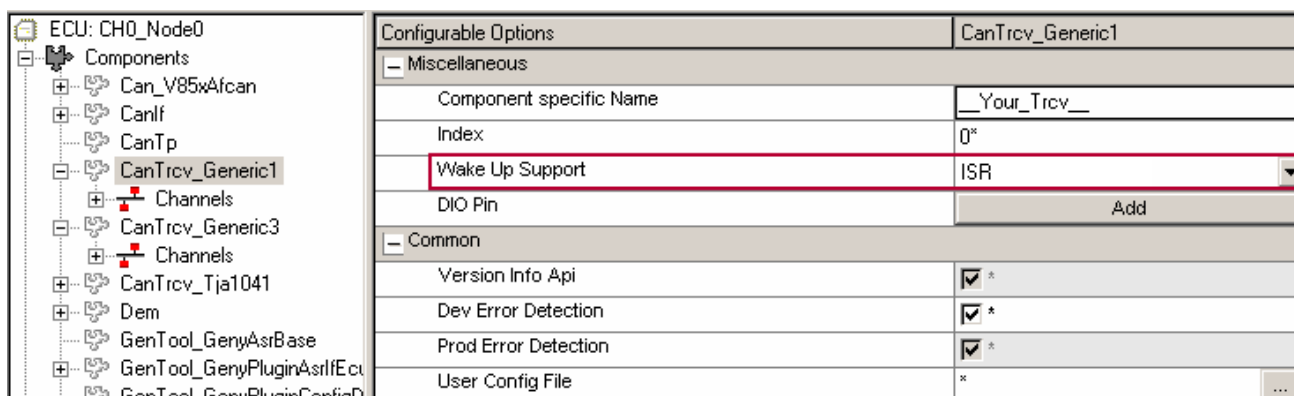 ECU: CH0_Node0
Components
Can_V85xAfcan
CanIf
CanTp
CanTrcv_Generic1
Channels
CanTrcv_Generic3
Channels
CanTrcv_Tja1041
Dem
GenTool_GenyAsrBase
GenTool_GenyPluginAsrIfEcu
Configurable Options CanTrcv_Generic1
Miscellaneous
Component specific Name __Your_Trcv__
Index 0*
Wake Up Support ISR
DIO Pin Add
Common
Version Info Api *
Dev Error Detection *
Prod Error Detection *
User Config File * ...